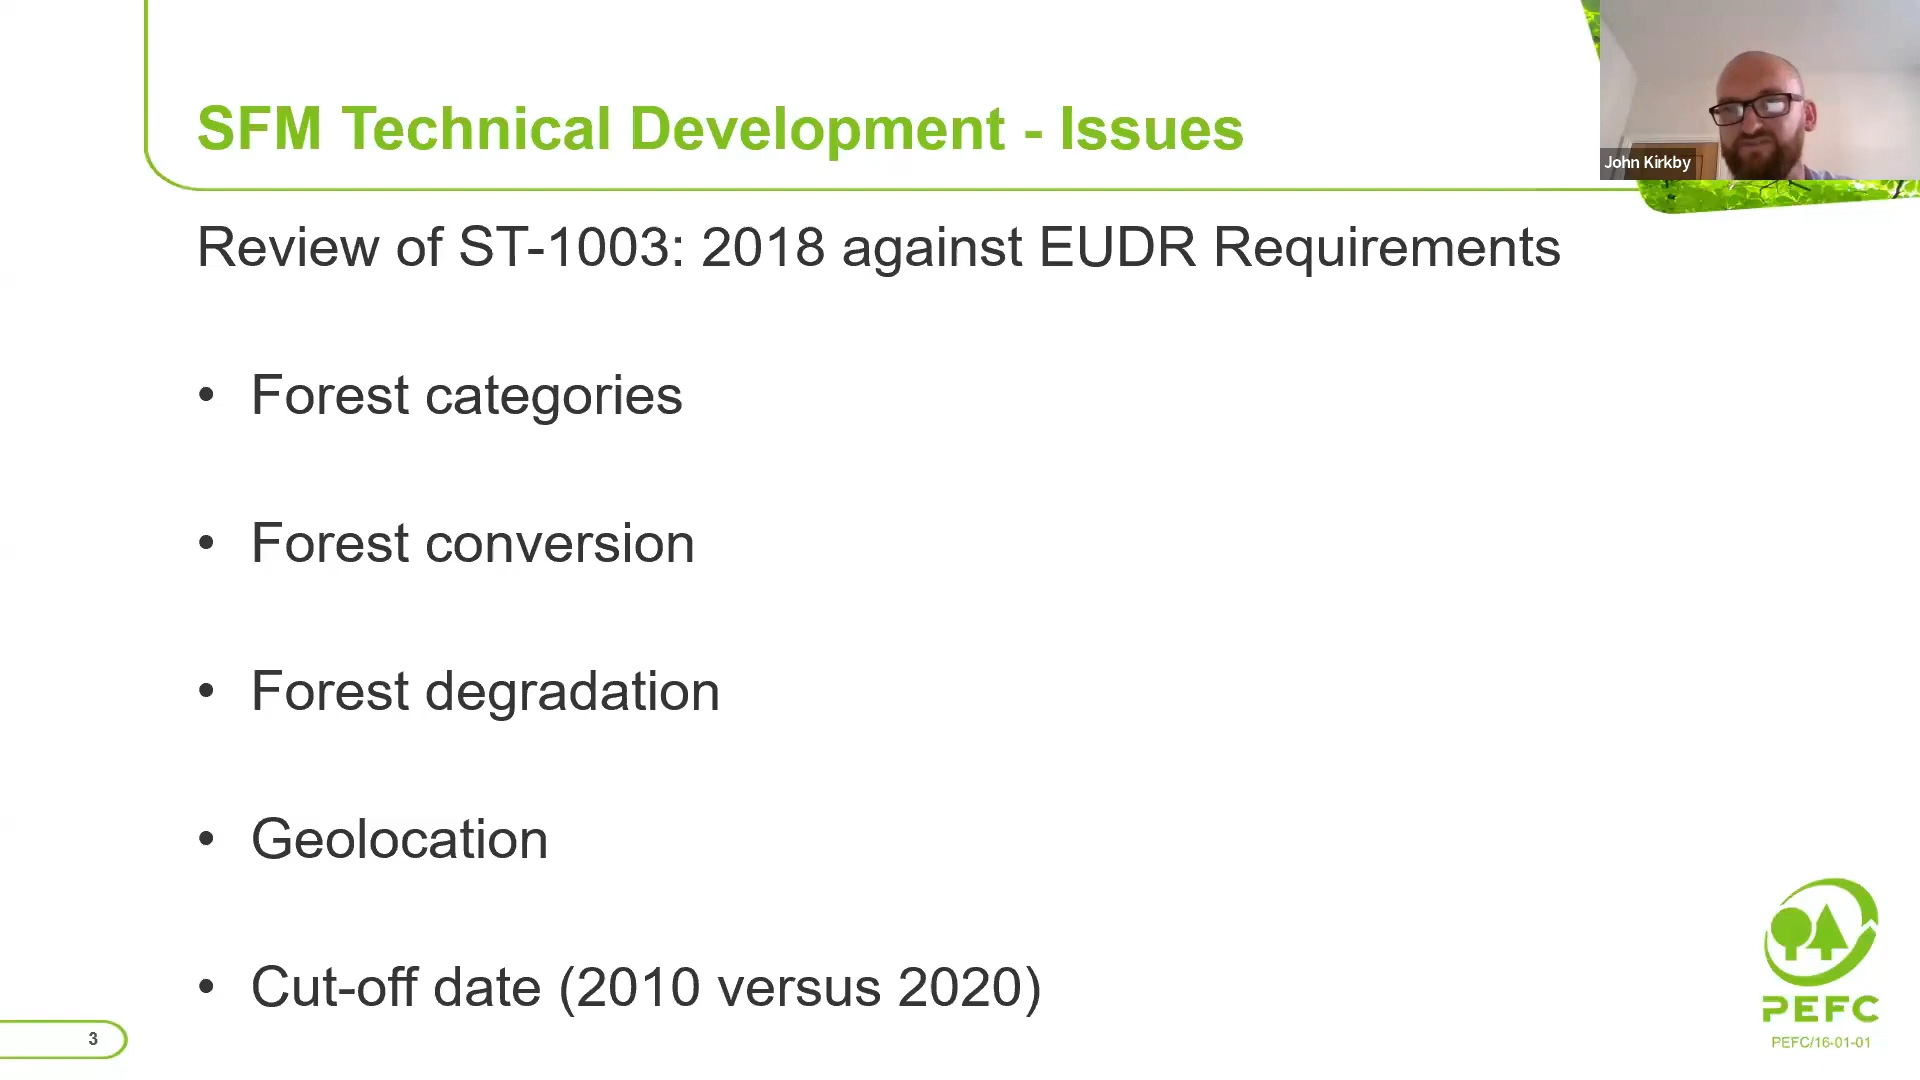 SFM Technical Development - Issues
John Kirkby
Review of ST-1003: 2018 against EUDR Requirements
• Forest categories
• Forest conversion
• Forest degradation
• Geolocation
• Cut-off date (2010 versus 2020)
PEFC
PEFC/16-01-01
3